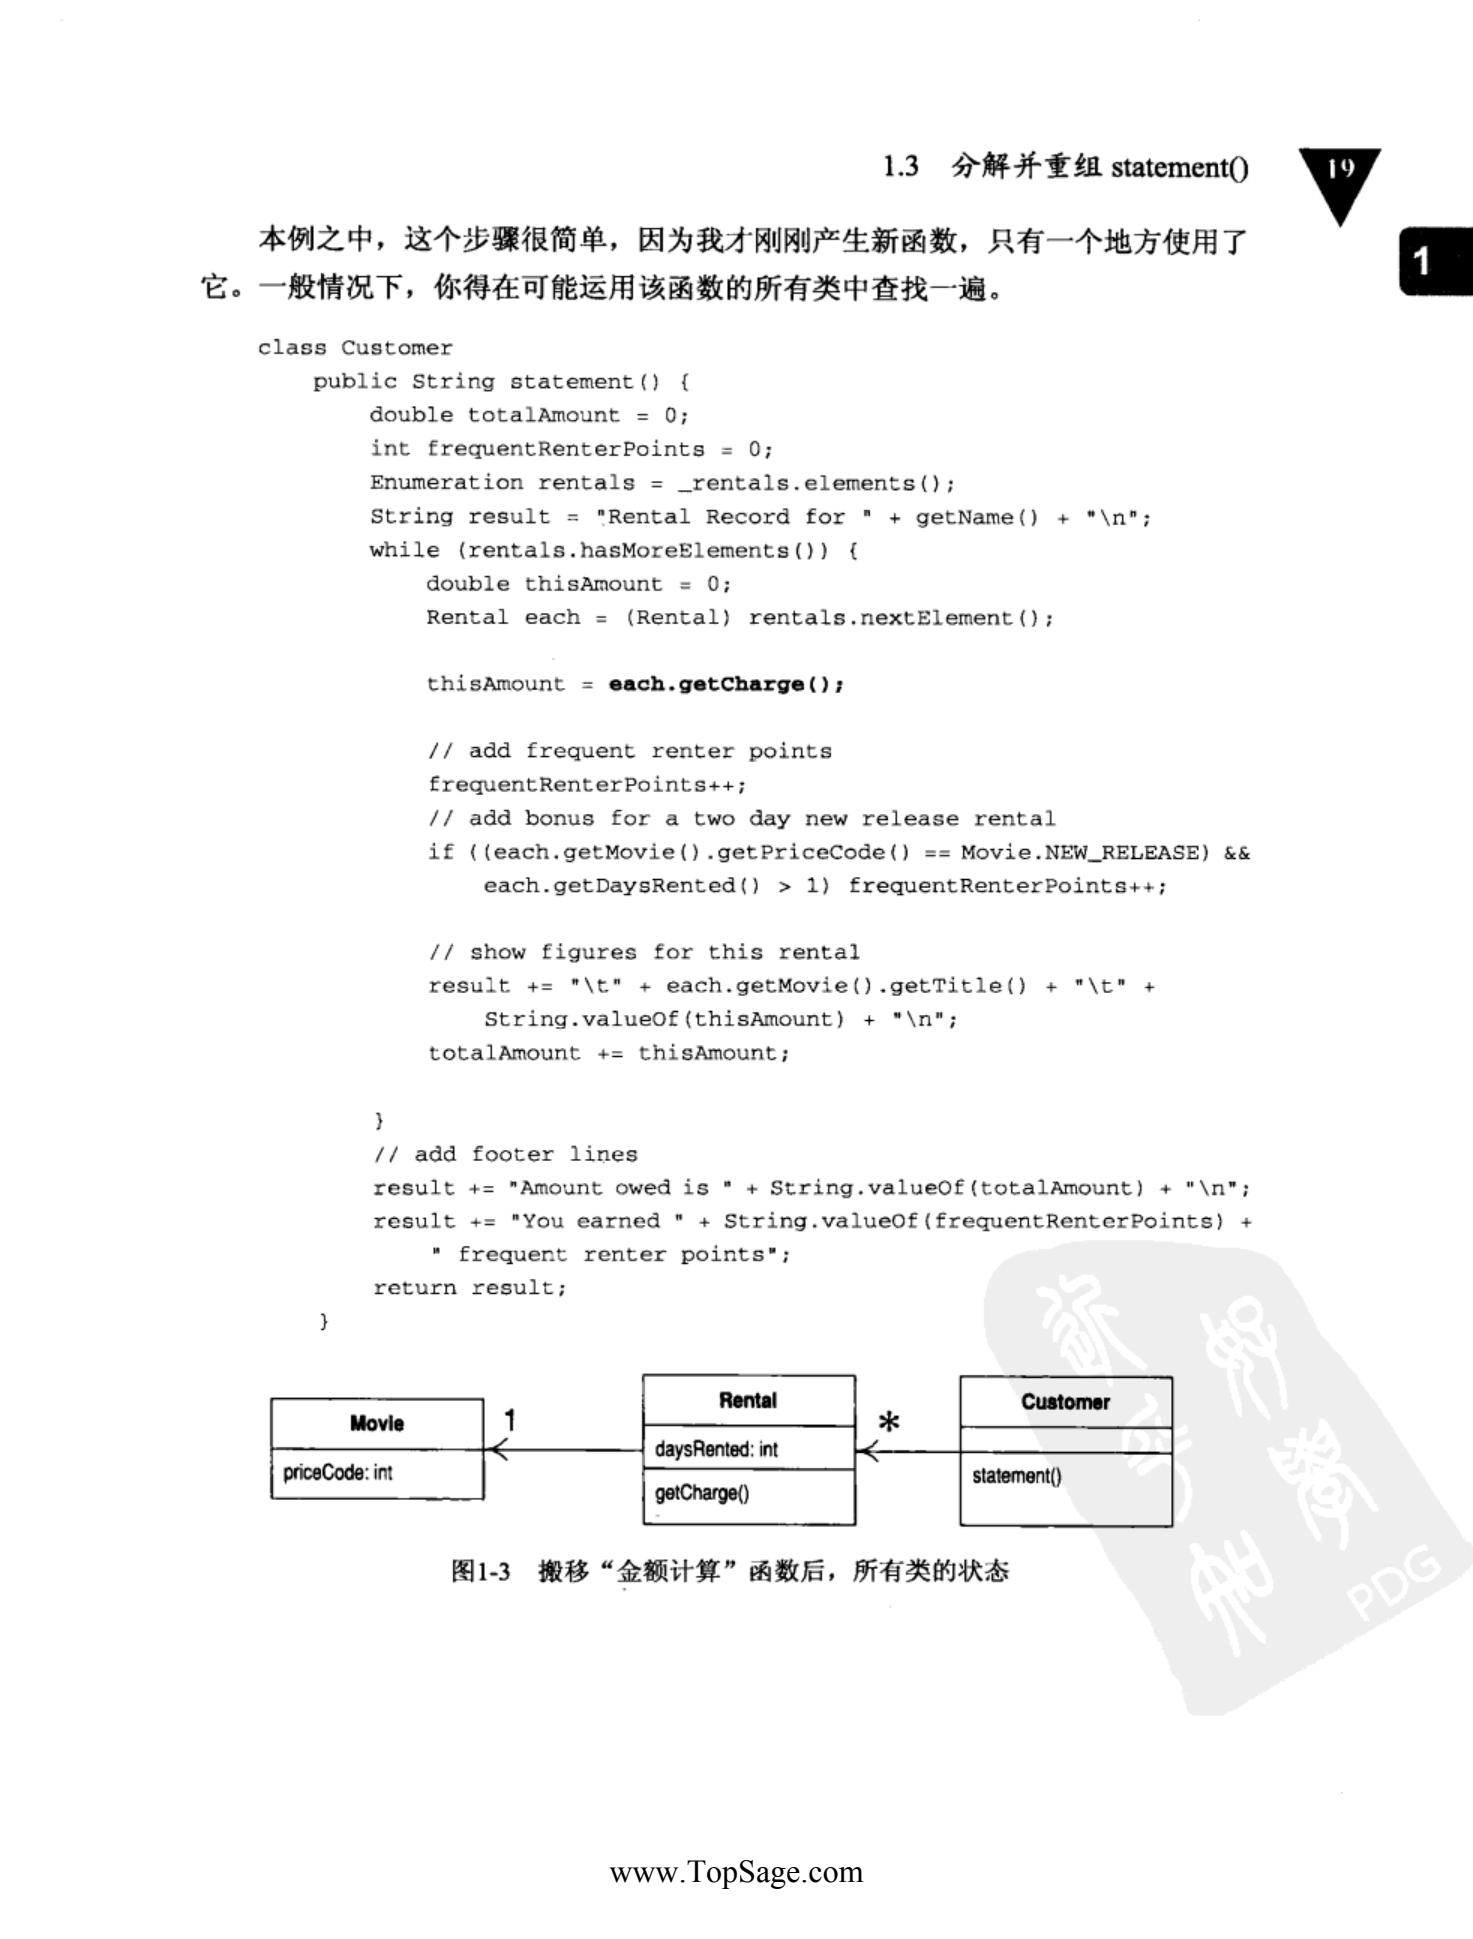 1.3 分解并重组 statement()
19
本例之中，这个步骤很简单，因为我才刚刚产生新函数，只有一个地方使用了
它。一般情况下，你得在可能运用该函数的所有类中查找一遍。
1
class Customer
public String statement() {
double totalAmount = 0;
int frequentRenterPoints = 0;
Enumeration rentals = _rentals.elements();
String result = "Rental Record for " + getName() + "\n";
while (rentals.hasMoreElements()) {
double thisAmount = 0;
Rental each = (Rental) rentals.nextElement();
thisAmount = each.getCharge();
// add frequent renter points
frequentRenterPoints++;
// add bonus for a two day new release rental
if ((each.getMovie().getPriceCode() == Movie.NEW_RELEASE) &&
each.getDaysRented() > 1) frequentRenterPoints++;
// show figures for this rental
result += "\t" + each.getMovie().getTitle() + "\t" +
String.valueOf(thisAmount) + "\n";
totalAmount += thisAmount;
}
// add footer lines
result += "Amount owed is " + String.valueOf(totalAmount) + "\n";
result += "You earned " + String.valueOf(frequentRenterPoints) +
" frequent renter points";
return result;
}
Movie
priceCode: int
1
Rental
daysRented: int
getCharge()
*
Customer
statement()
图1-3 搬移“金额计算”函数后，所有类的状态
PDG
www.TopSage.com